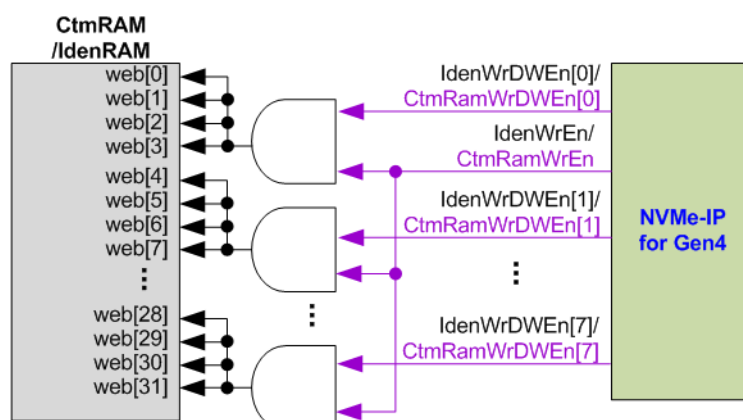 CtmRAM
/IdenRAM
web[0]
web[1]
web[2]
web[3]
web[4]
web[5]
web[6]
web[7]
...
web[28]
web[29]
web[30]
web[31]
...
IdenWrDWEn[0]/
CtmRamWrDWEn[0]
IdenWrEn/
CtmRamWrEn
IdenWrDWEn[1]/
CtmRamWrDWEn[1]
...
IdenWrDWEn[7]/
CtmRamWrDWEn[7]
NVMe-IP
for Gen4